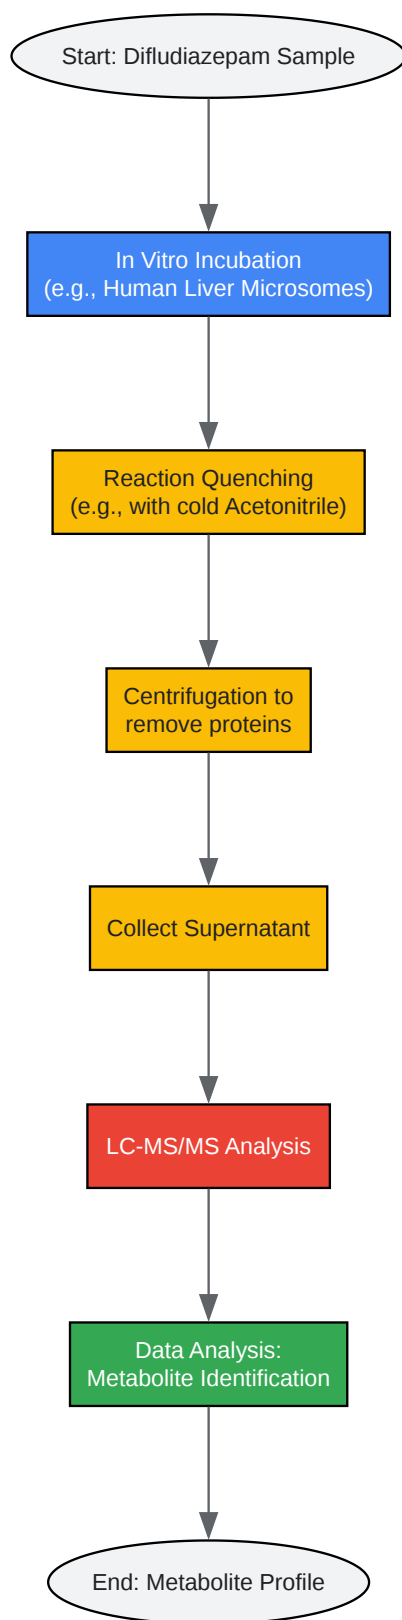 Start: Difludiazepam Sample
In Vitro Incubation
(e.g., Human Liver Microsomes)
Reaction Quenching
(e.g., with cold Acetonitrile)
Centrifugation to
remove proteins
Collect Supernatant
LC-MS/MS Analysis
Data Analysis:
Metabolite Identification
End: Metabolite Profile